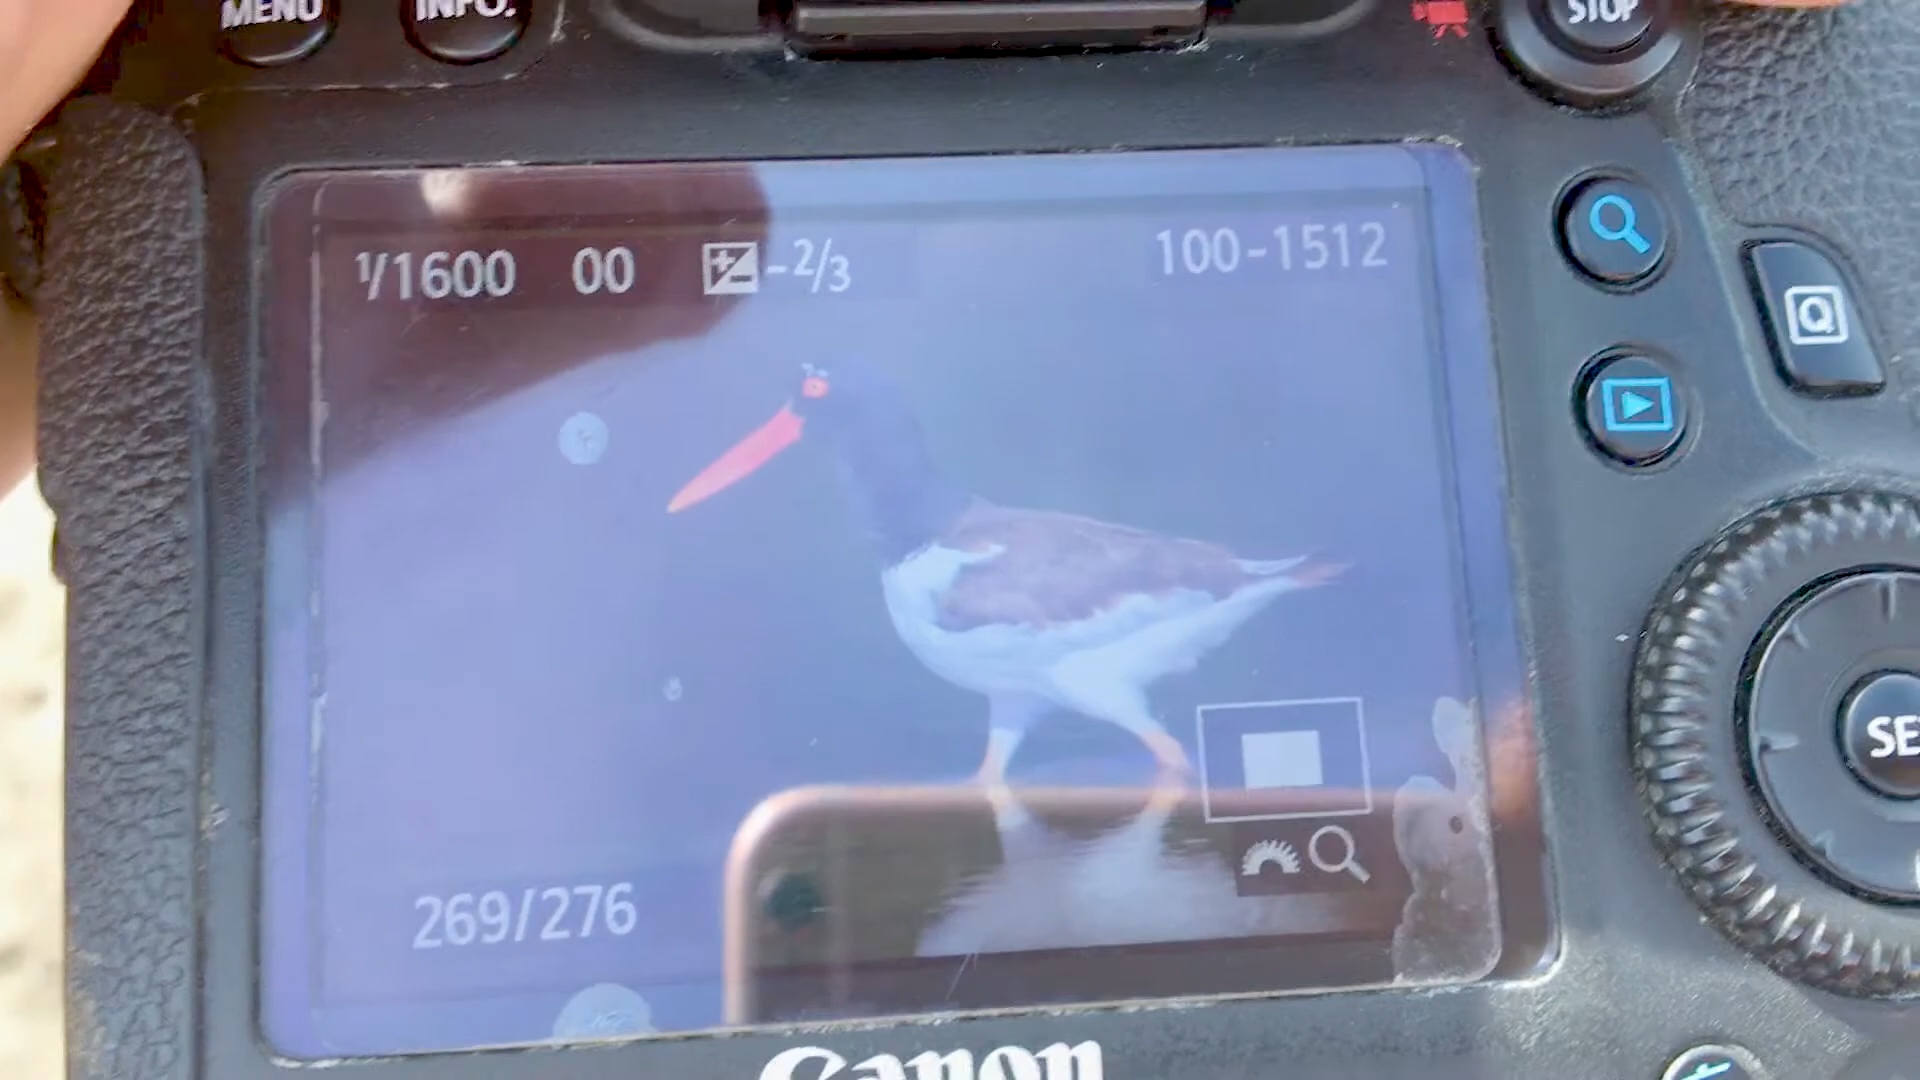 MENU INFO.
STOP
1/1600 00 -2/3 100-1512
Q
SE
269/276
Canon